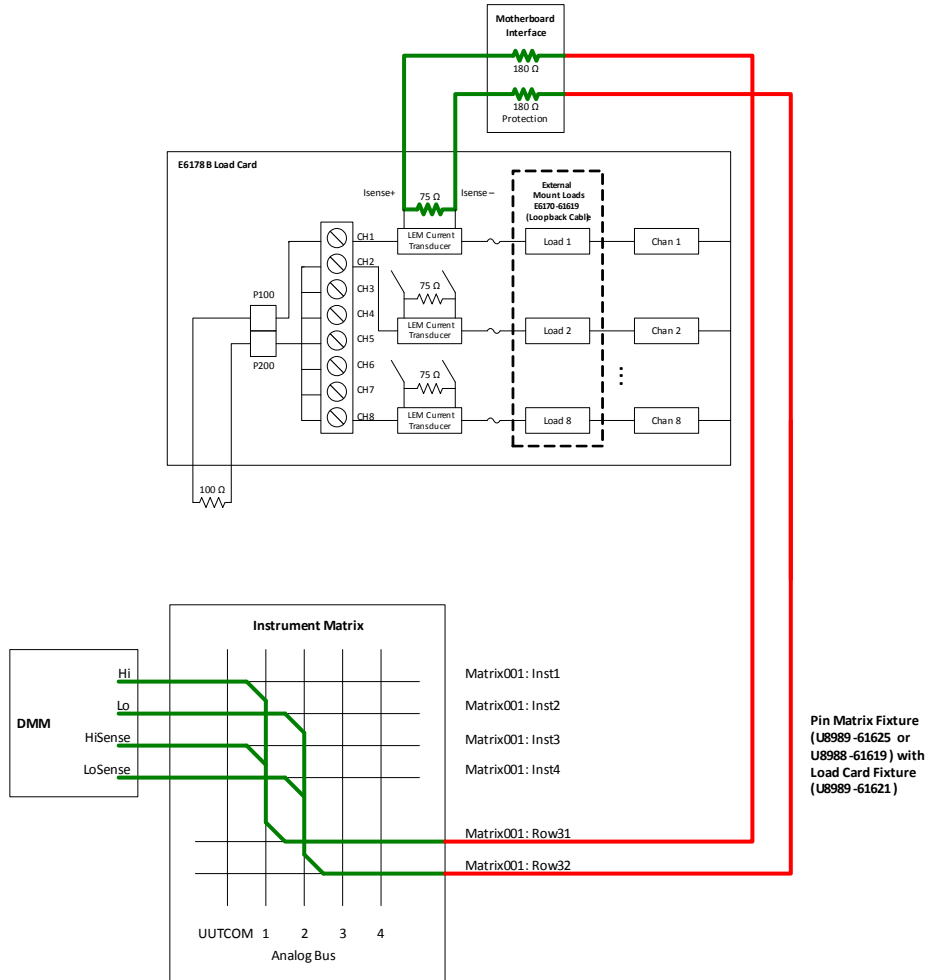 Motherboard
Interface
180 Ω
180 Ω
Protection
E6178B Load Card
Isense+
75 Ω
Isense –
External
Mount Loads
E6170-61619
(Loopback Cable
CH1
LEM Current
Transducer
Load 1
Chan 1
CH2
75 Ω
CH3
P100
CH4
LEM Current
Transducer
Load 2
Chan 2
CH5
P200
CH6
75 Ω
⋮
CH7
CH8
LEM Current
Transducer
Load 8
Chan 8
100 Ω
Instrument Matrix
Hi
Matrix001: Inst1
Lo
Matrix001: Inst2
DMM
HiSense
Matrix001: Inst3
LoSense
Matrix001: Inst4
Pin Matrix Fixture
(U8989-61625 or
U8988-61619) with
Load Card Fixture
(U8989-61621)
Matrix001: Row31
Matrix001: Row32
UUTCOM 1 2 3 4
Analog Bus